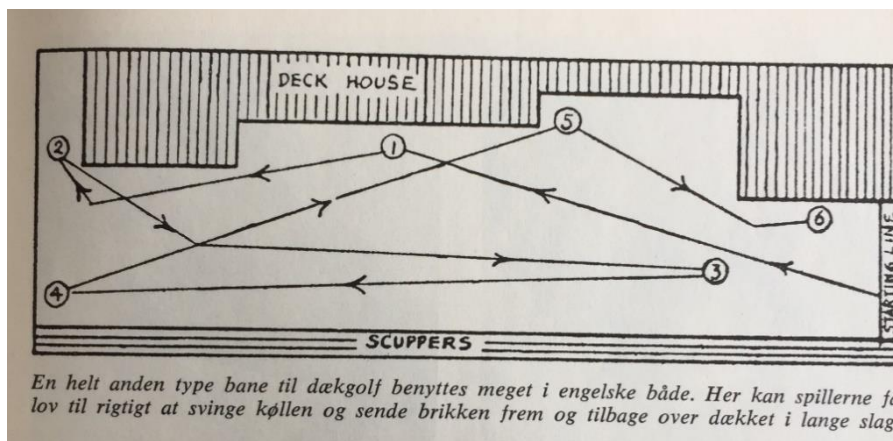 DECK HOUSE
2
1
5
6
3
4
STARTING LINE
SCUPPERS
En helt anden type bane til dækgolf benyttes meget i engelske både. Her kan spillerne få
lov til rigtigt at svinge køllen og sende brikken frem og tilbage over dækket i lange slag